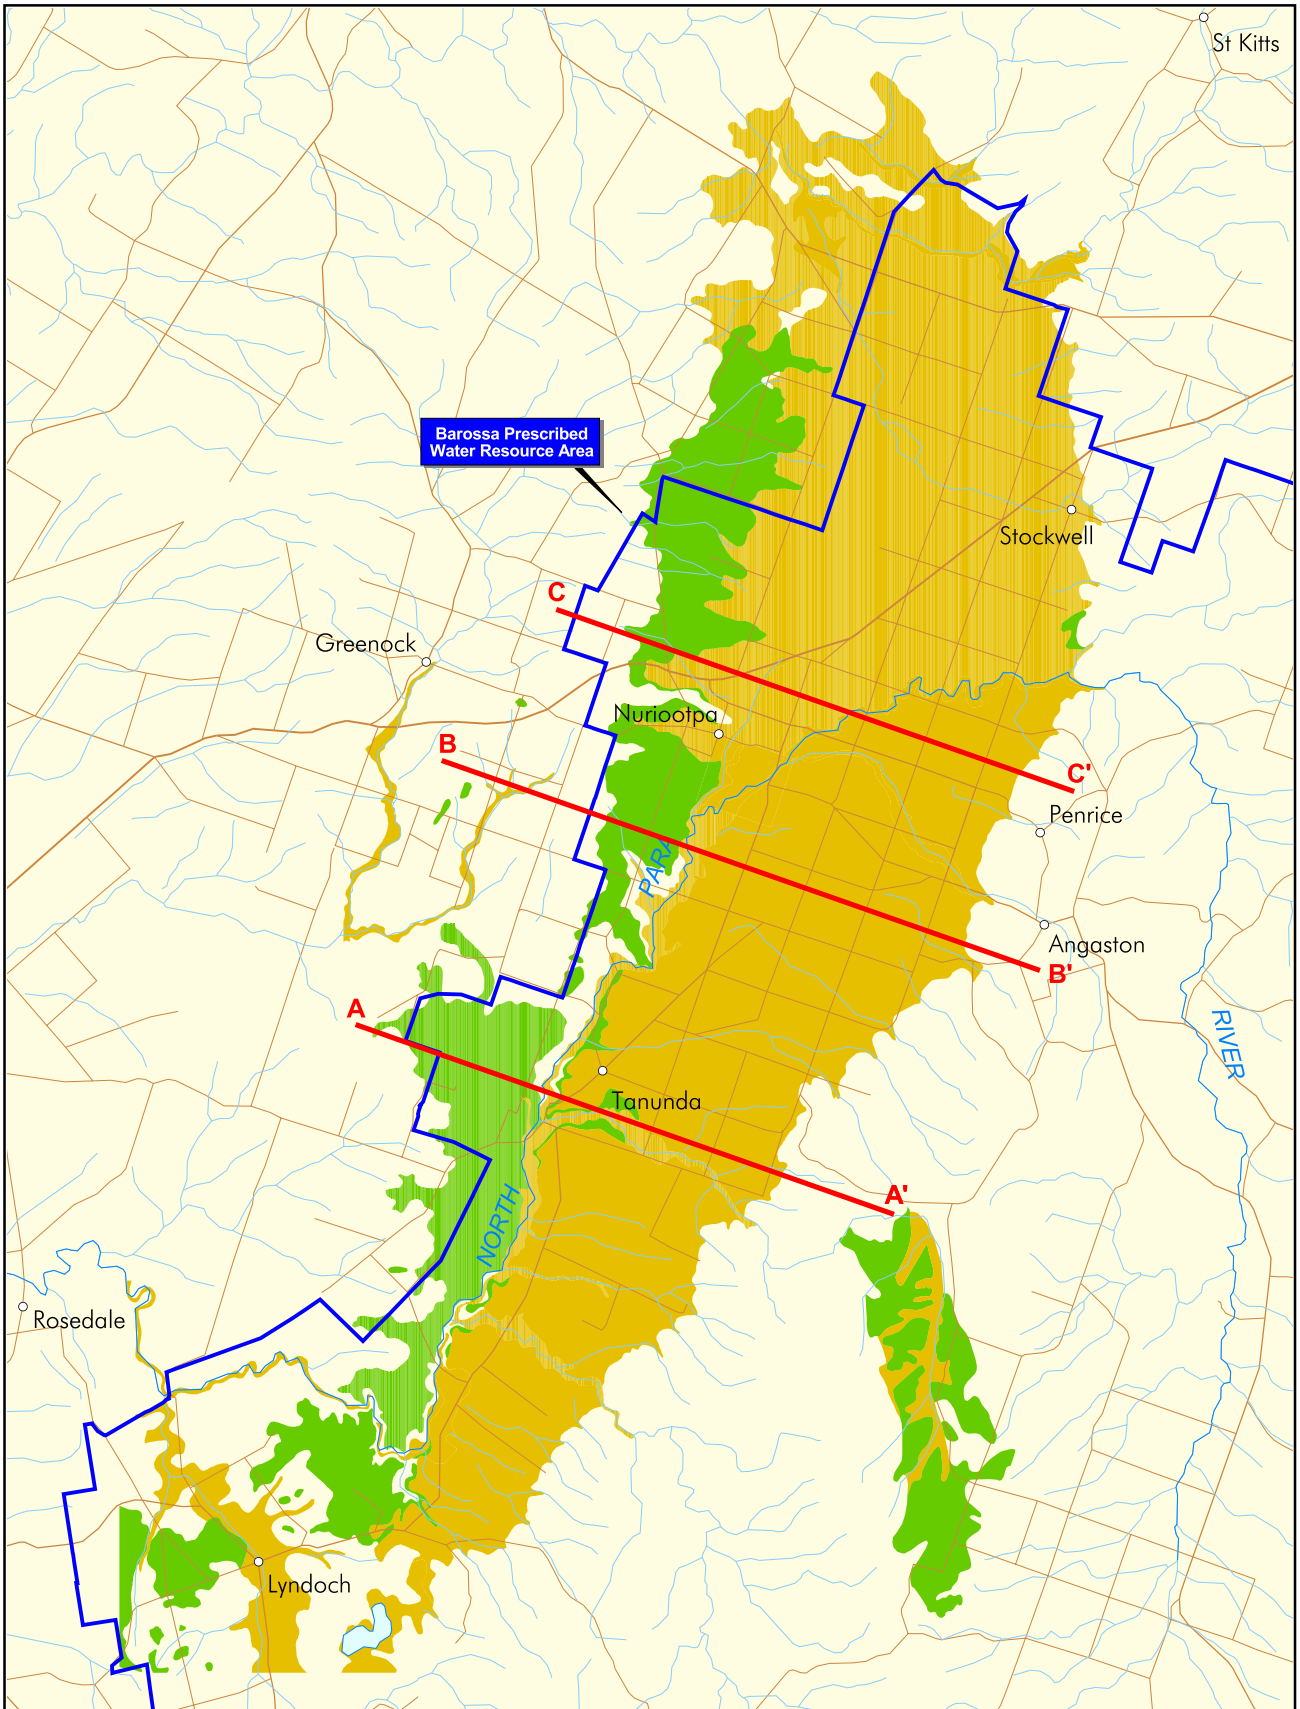 St Kitts
Barossa Prescribed
Water Resource Area
Stockwell
C
Greenock
Nuriootpa
B
C'
Penrice
PARA
Angaston
B'
A
RIVER
Tanunda
A'
NORTH
Rosedale
Lyndoch